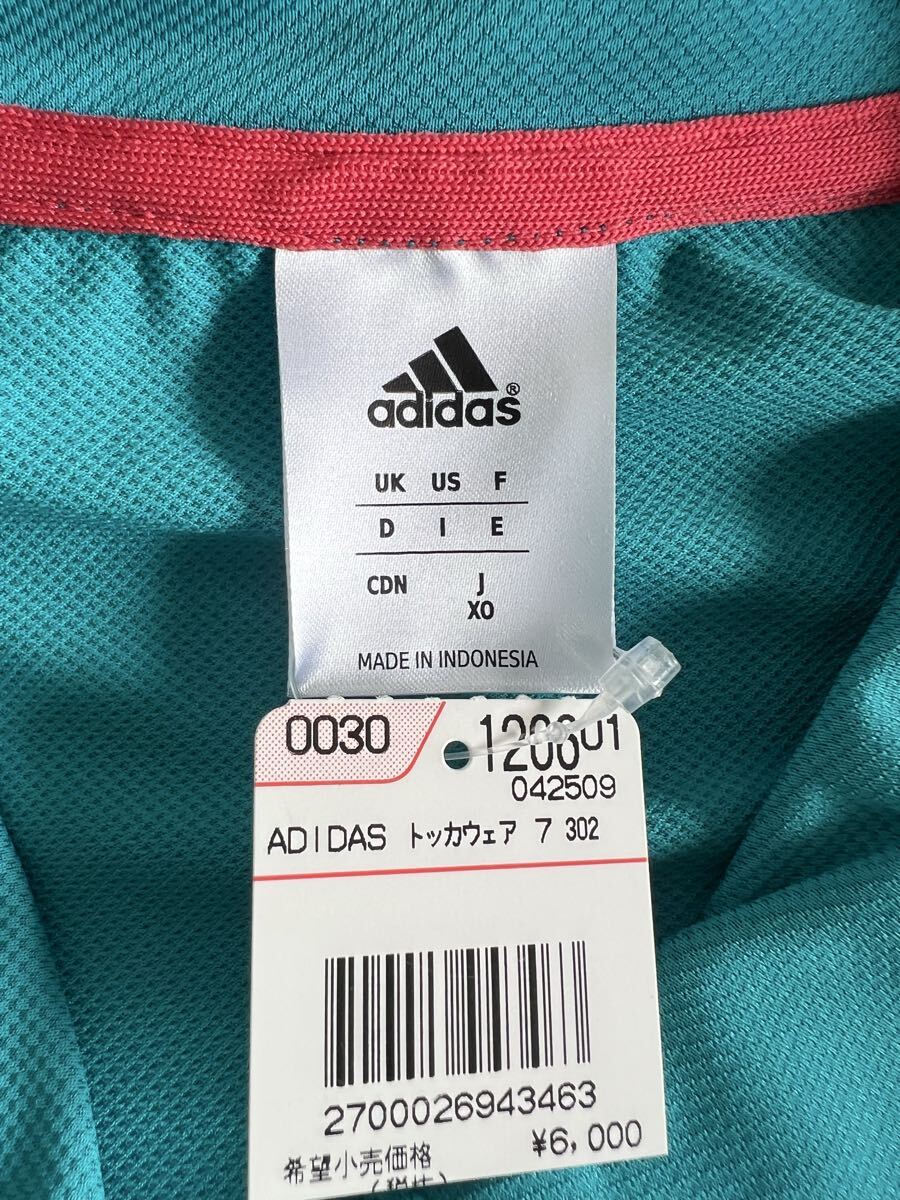 adidas®
UK US F
D I E
CDN J
XO
MADE IN INDONESIA
0030 120601
042509
ADIDAS トッカウェア 7 302
2700026943463
¥6,000
希望小売価格